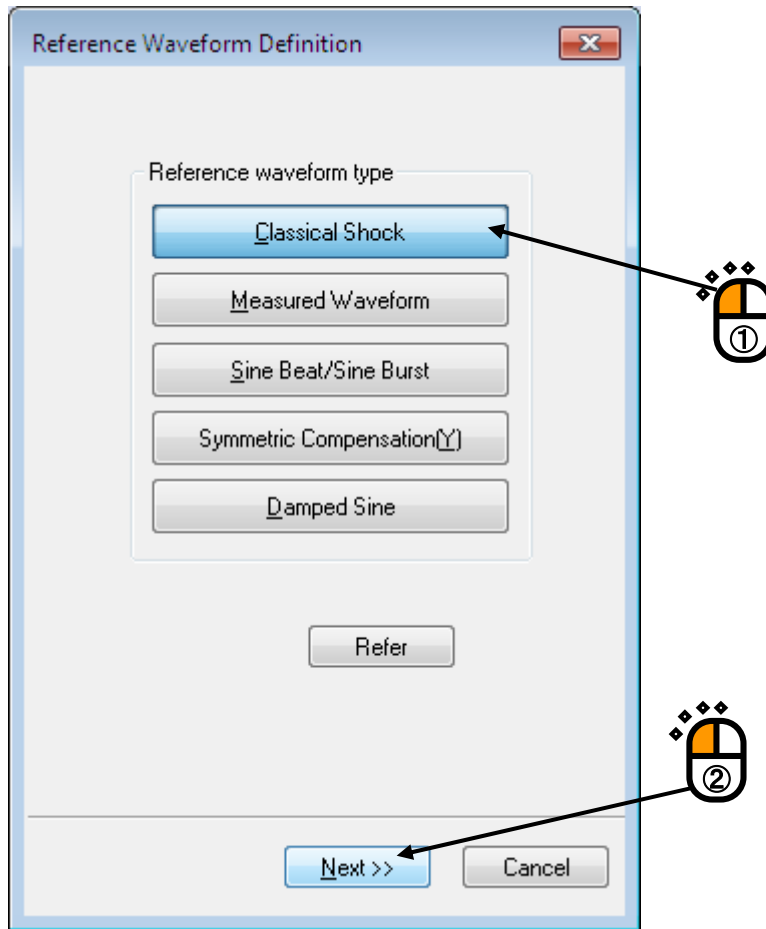 Reference Waveform Definition
Reference waveform type
Classical Shock
①
Measured Waveform
Sine Beat/Sine Burst
Symmetric Compensation(Y)
Damped Sine
Refer
②
Next >>
Cancel